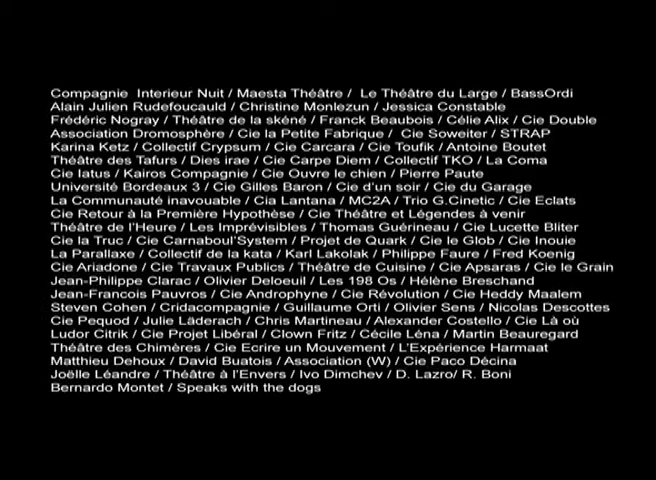 Compagnie Interieur Nuit / Maesta Théâtre / Le Théâtre du Large / BassOrdi
Alain Julien Rudefoucauld / Christine Monlezun / Jessica Constable
Frédéric Nogray / Théâtre de la skéné / Franck Beaubois / Célie Alix / Cie Double
Association Dromosphère / Cie la Petite Fabrique / Cie Soweiter / STRAP
Karina Ketz / Collectif Crypsum / Cie Carcara / Cie Toufik / Antoine Boutet
Théâtre des Tafurs / Dies irae / Cie Carpe Diem / Collectif TKO / La Coma
Cie Iatus / Kairos Compagnie / Cie Ouvre le chien / Pierre Paute
Université Bordeaux 3 / Cie Gilles Baron / Cie d'un soir / Cie du Garage
La Communauté inavouable / Cia Lantana / MC2A / Trio G.Cinetic / Cie Eclats
Cie Retour à la Première Hypothèse / Cie Théâtre et Légendes à venir
Théâtre de l'Heure / Les Imprévisibles / Thomas Guérineau / Cie Lucette Bliter
Cie la Truc / Cie Carnaboul'System / Projet de Quark / Cie le Glob / Cie Inouie
La Parallaxe / Collectif de la kata / Karl Lakolak / Philippe Faure / Fred Koenig
Cie Ariadone / Cie Travaux Publics / Théâtre de Cuisine / Cie Apsaras / Cie le Grain
Jean-Philippe Clarac / Olivier Deloeuil / Les 198 Os / Hélène Breschand
Jean-Francois Pauvros / Cie Androphyne / Cie Révolution / Cie Heddy Maalem
Steven Cohen / Cridacompagnie / Guillaume Orti / Olivier Sens / Nicolas Descottes
Cie Pequod / Julie Läderach / Chris Martineau / Alexander Costello / Cie Là où
Ludor Citrik / Cie Projet Libéral / Clown Fritz / Cécile Léna / Martin Beauregard
Théâtre des Chimères / Cie Ecrire un Mouvement / L'Expérience Harmaat
Matthieu Dehoux / David Buatois / Association (W) / Cie Paco Décina
Joëlle Léandre / Théâtre à l'Envers / Ivo Dimchev / D. Lazro/ R. Boni
Bernardo Montet / Speaks with the dogs